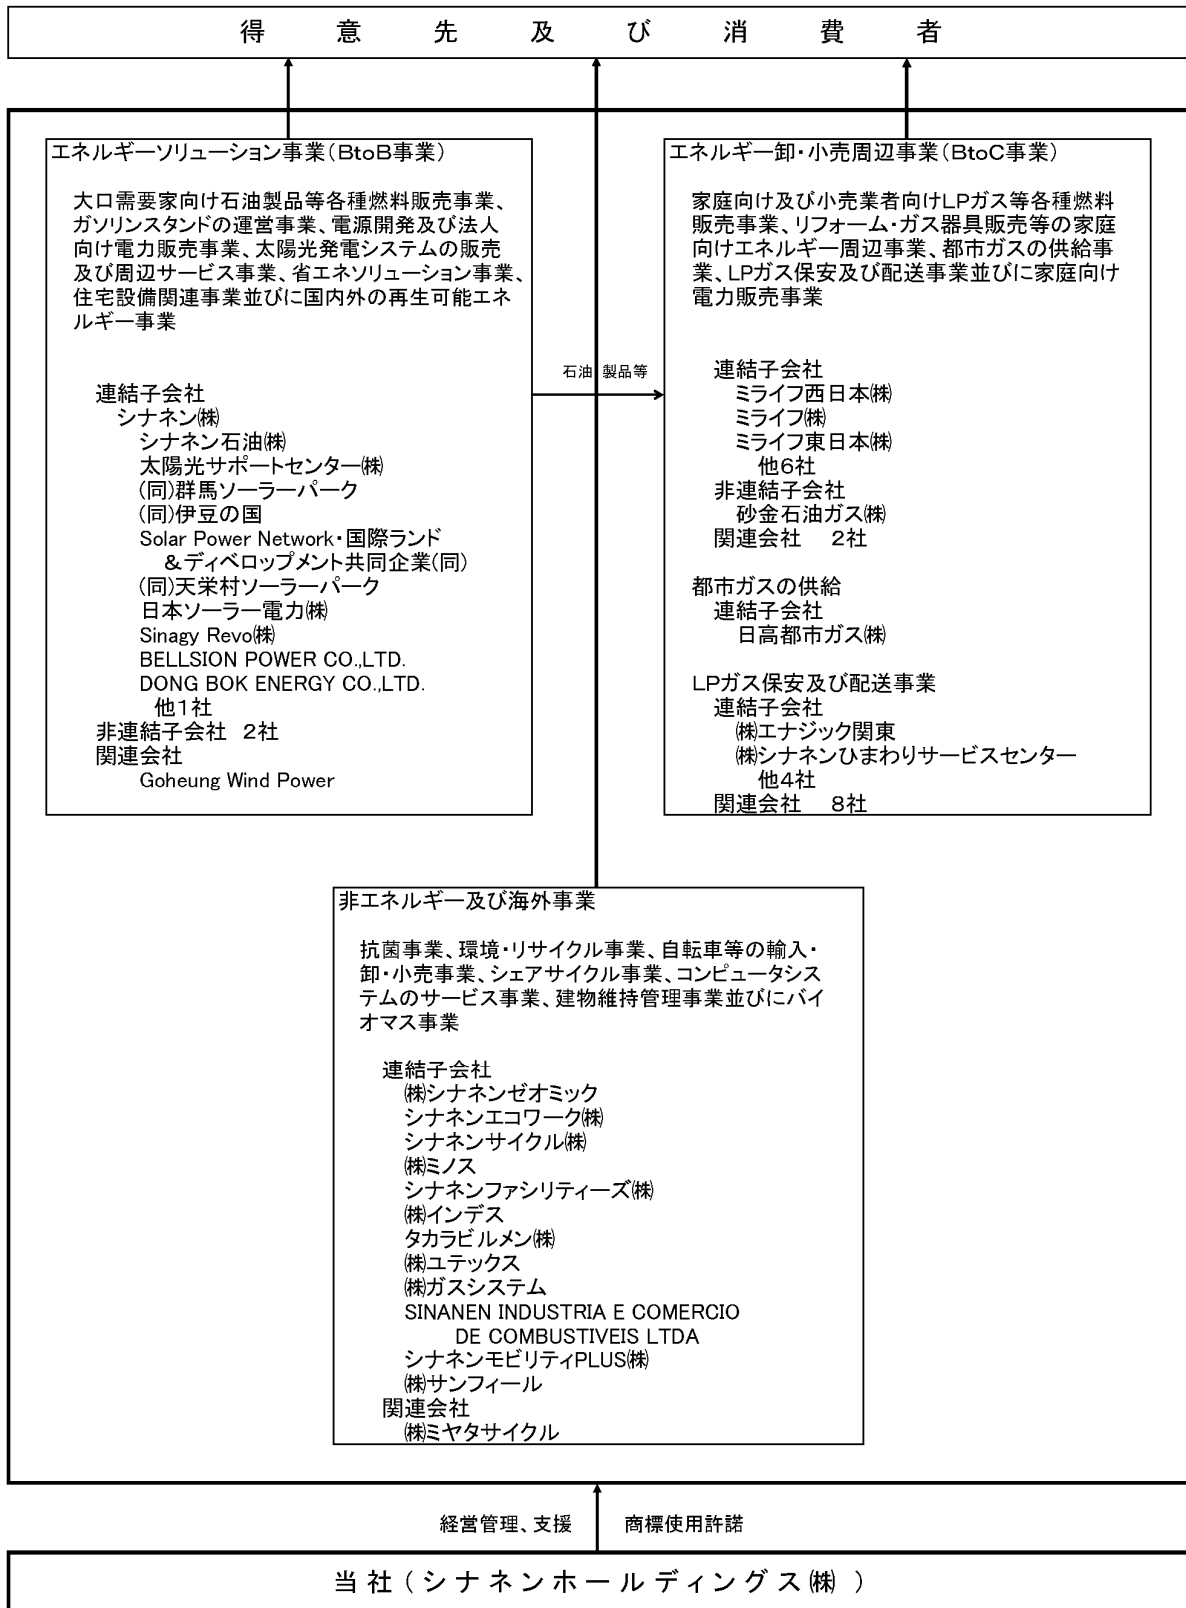 得意先及び消費者
エネルギーソリューション事業(BtoB事業)
大口需要家向け石油製品等各種燃料販売事業、
ガソリンスタンドの運営事業、電源開発及び法人
向け電力販売事業、太陽光発電システムの販売
及び周辺サービス事業、省エネソリューション事業、
住宅設備関連事業並びに国内外の再生可能エネ
ルギー事業
連結子会社
シナネン㈱
シナネン石油㈱
太陽光サポートセンター㈱
(同)群馬ソーラーパーク
(同)伊豆の国
Solar Power Network・国際ランド
&ディベロップメント共同企業(同)
(同)天栄村ソーラーパーク
日本ソーラー電力㈱
Sinagy Revo㈱
BELLSION POWER CO.,LTD.
DONG BOK ENERGY CO.,LTD.
他1社
非連結子会社 2社
関連会社
Goheung Wind Power
石油 製品等
エネルギー卸・小売周辺事業(BtoC事業)
家庭向け及び小売業者向けLPガス等各種燃料
販売事業、リフォーム・ガス器具販売等の家庭
向けエネルギー周辺事業、都市ガスの供給事
業、LPガス保安及び配送事業並びに家庭向け
電力販売事業
連結子会社
ミライフ西日本㈱
ミライフ㈱
ミライフ東日本㈱
他6社
非連結子会社
砂金石油ガス㈱
関連会社 2社
都市ガスの供給
連結子会社
日高都市ガス㈱
LPガス保安及び配送事業
連結子会社
㈱エナジック関東
㈱シナネンひまわりサービスセンター
他4社
関連会社 8社
非エネルギー及び海外事業
抗菌事業、環境・リサイクル事業、自転車等の輸入・
卸・小売事業、シェアサイクル事業、コンピュータシス
テムのサービス事業、建物維持管理事業並びにバイ
オマス事業
連結子会社
㈱シナネンゼオミック
シナネンエコワーク㈱
シナネンサイクル㈱
㈱ミノス
シナネンファシリティーズ㈱
㈱インデス
タカラビルメン㈱
㈱ユテックス
㈱ガスシステム
SINANEN INDUSTRIA E COMERCIO
DE COMBUSTIVEIS LTDA
シナネンモビリティPLUS㈱
㈱サンフィール
関連会社
㈱ミヤタサイクル
経営管理、支援 商標使用許諾
当社(シナネンホールディングス㈱)